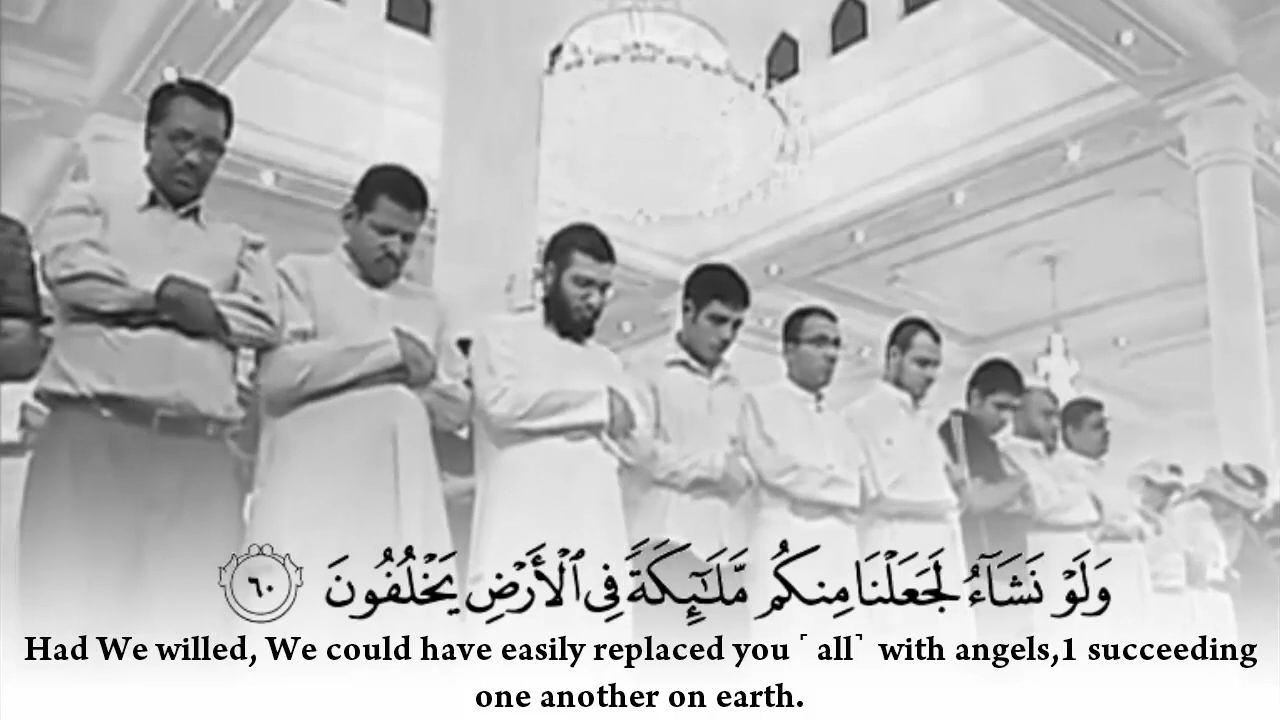 وَلَوْ نَشَآءُ لَجَعَلْنَا مِنكُم مَّلَـٰٓئِكَةً فِى ٱلْأَرْضِ يَخْلُفُونَ ٦٠
Had We willed, We could have easily replaced you ˹all˺ with angels,1 succeeding
one another on earth.